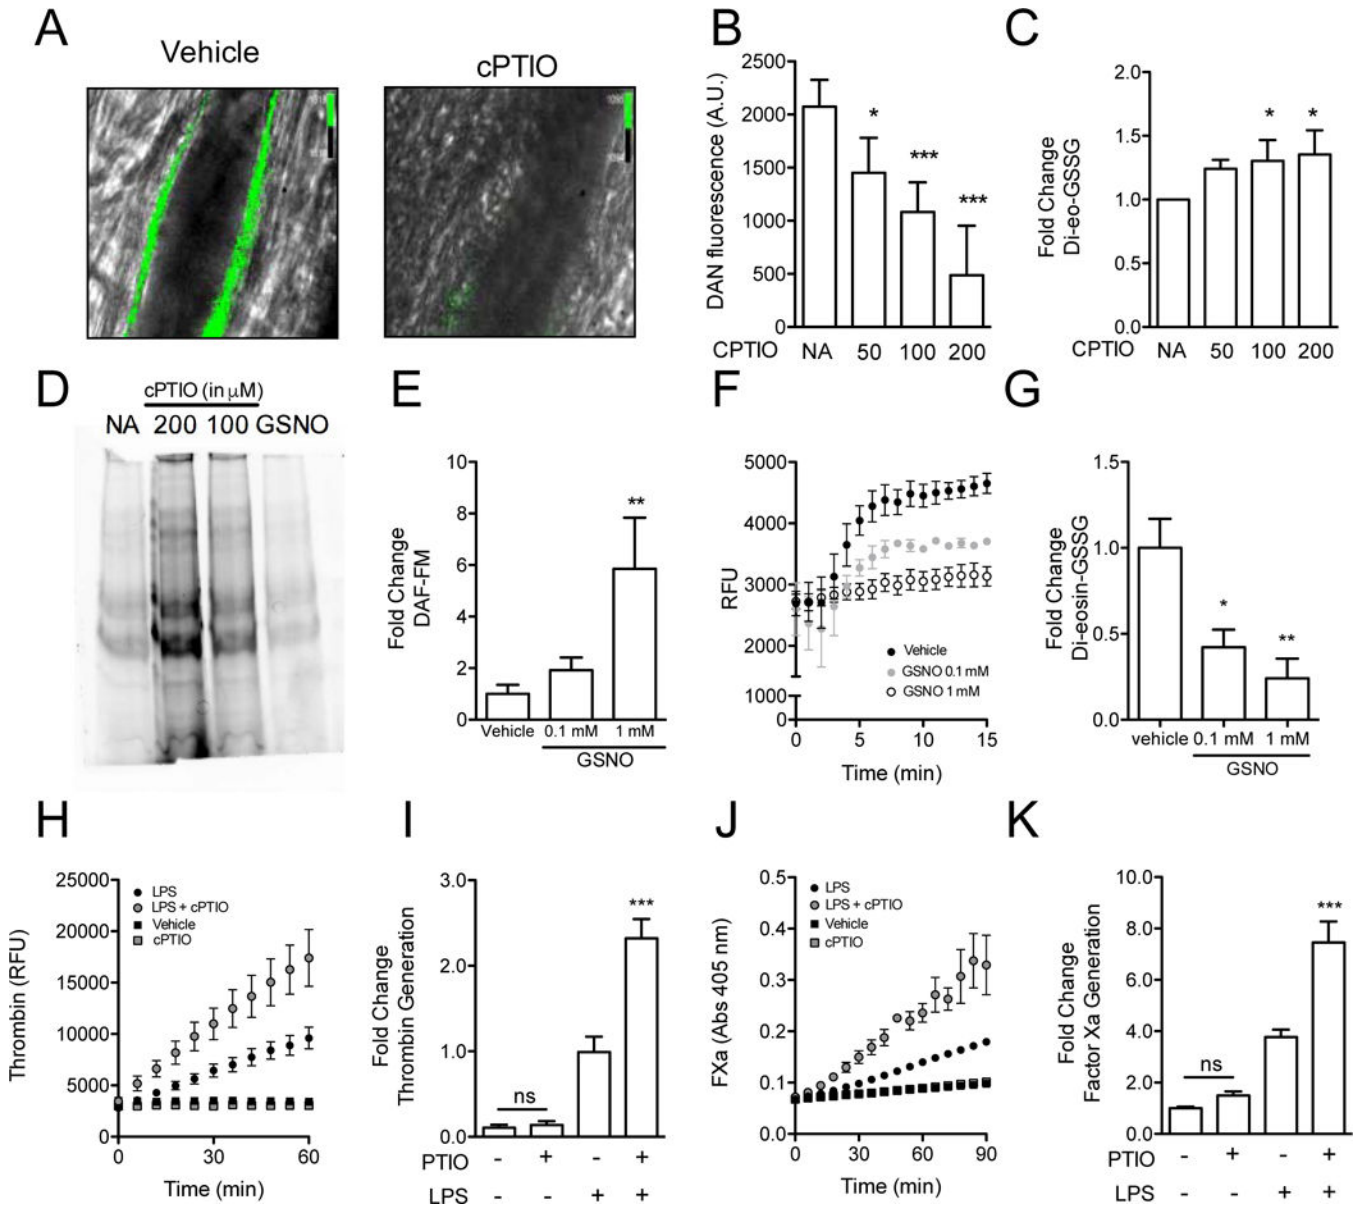 A
Vehicle
cPTIO
B
DAN fluorescence (A.U.)
2500
2000
1500
1000
500
0
*
***
***
CPTIO NA 50 100 200
C
Fold Change
Di-eo-GSSG
2.0
1.5
1.0
0.5
0.0
* *
CPTIO NA 50 100 200
D
cPTIO (in μM)
NA 200 100 GSNO
E
Fold Change
DAF-FM
10
8
6
4
2
0
**
Vehicle 0.1 mM 1 mM
GSNO
F
RFU
5000
4000
3000
2000
1000
0
Vehicle
GSNO 0.1 mM
GSNO 1 mM
0 5 10 15
Time (min)
G
Fold Change
Di-eosin-GSSG
1.5
1.0
0.5
0.0
*
**
vehicle 0.1 mM 1 mM
GSNO
H
Thrombin (RFU)
25000
20000
15000
10000
5000
0
LPS
LPS + cPTIO
Vehicle
cPTIO
0 30 60
Time (min)
I
Fold Change
Thrombin Generation
3.0
2.0
1.0
0.0
ns
***
PTIO - + - +
LPS - - + +
J
FXa (Abs 405 nm)
0.5
0.4
0.3
0.2
0.1
0.0
LPS
LPS + cPTIO
Vehicle
cPTIO
0 30 60 90
Time (min)
K
Fold Change
Factor Xa Generation
10.0
8.0
6.0
4.0
2.0
0.0
ns
***
PTIO - + - +
LPS - - + +